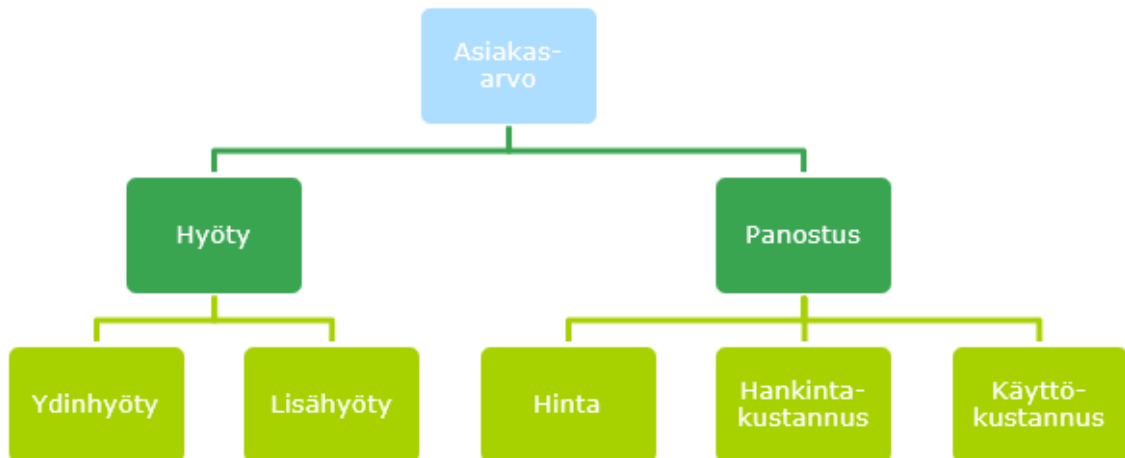 Asiakas-
arvo
Hyöty
Panostus
Ydinhyöty
Lisähyöty
Hinta
Hankinta-
kustannus
Käyttö-
kustannus